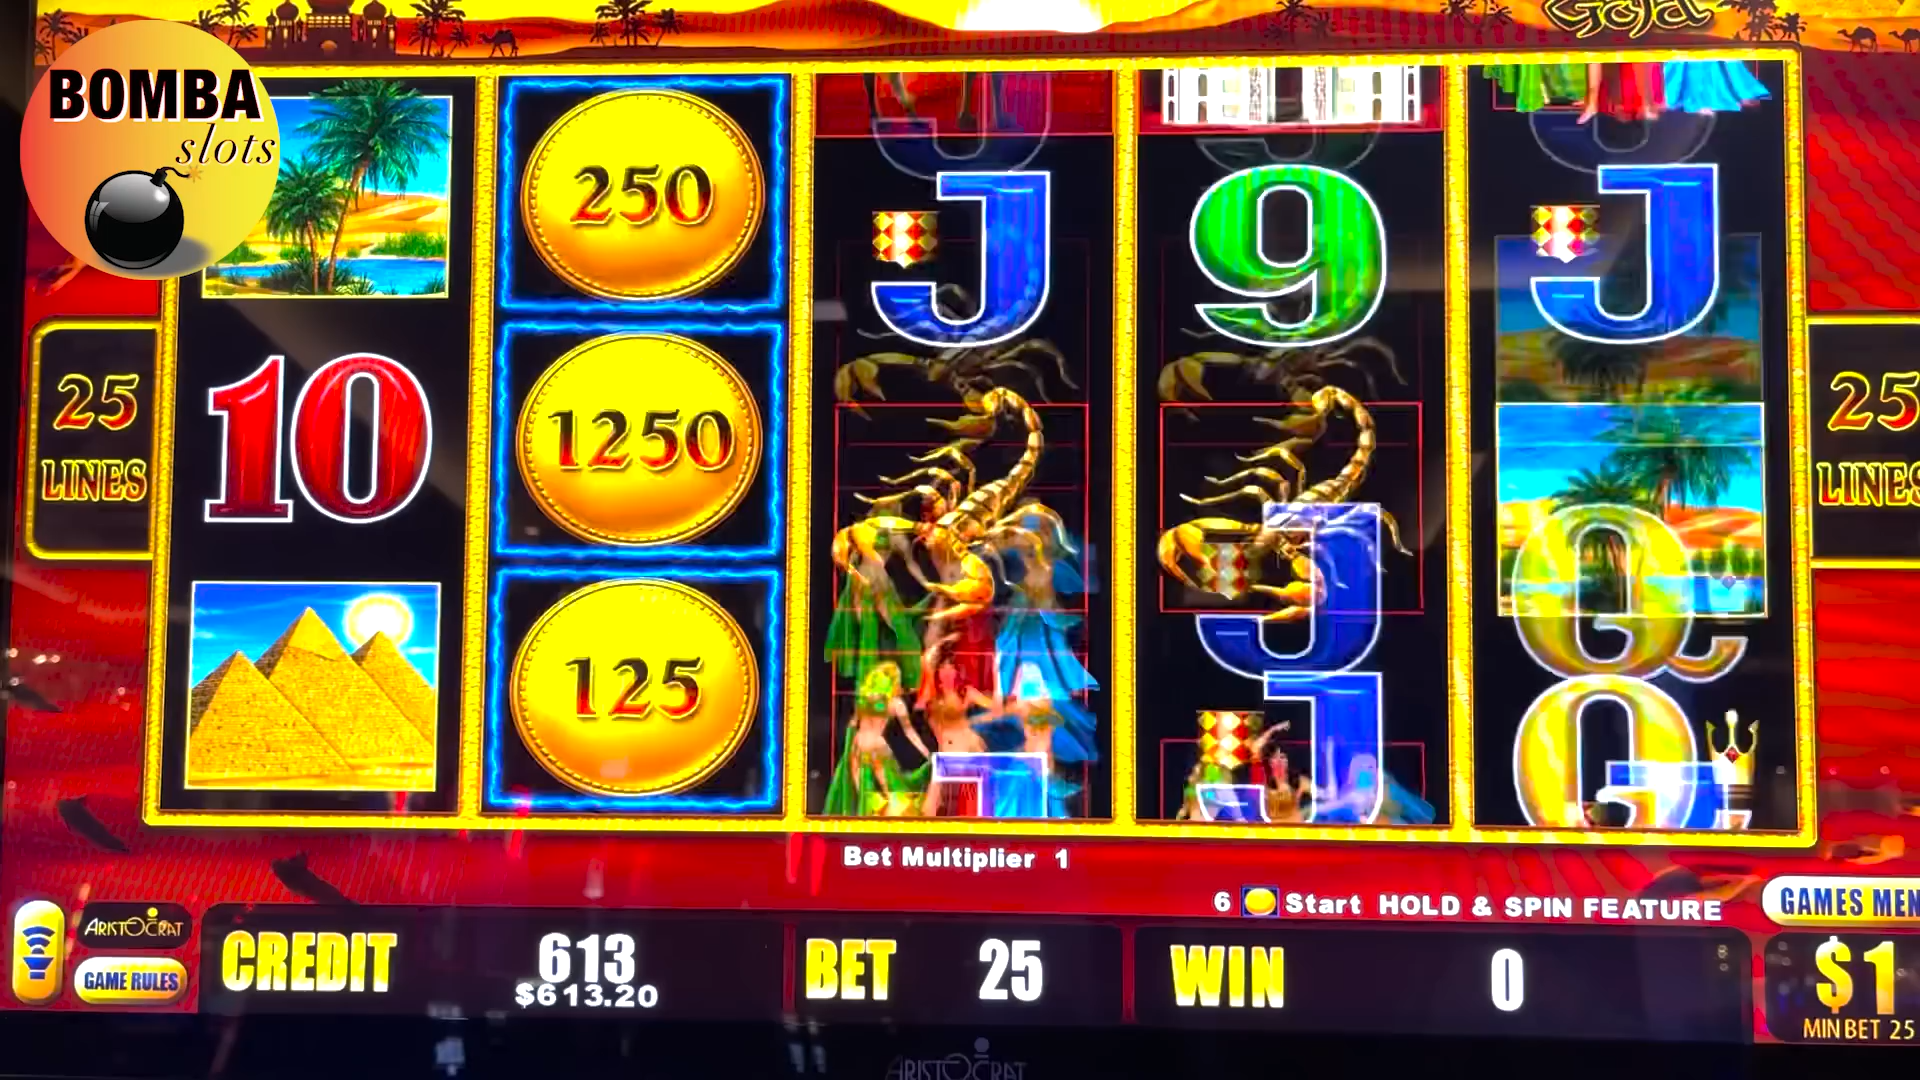 Gold
BOMBA
slots
250
J
9
J
25
LINES
10
1250
25
LINES
J
Q
125
J
Q
Bet Multiplier 1
6 Start HOLD & SPIN FEATURE
GAMES MEN
ARISTOCRAT
GAME RULES
CREDIT 613
$613.20
BET 25
WIN 0
$1
MIN BET 25
ARISTOCRAT